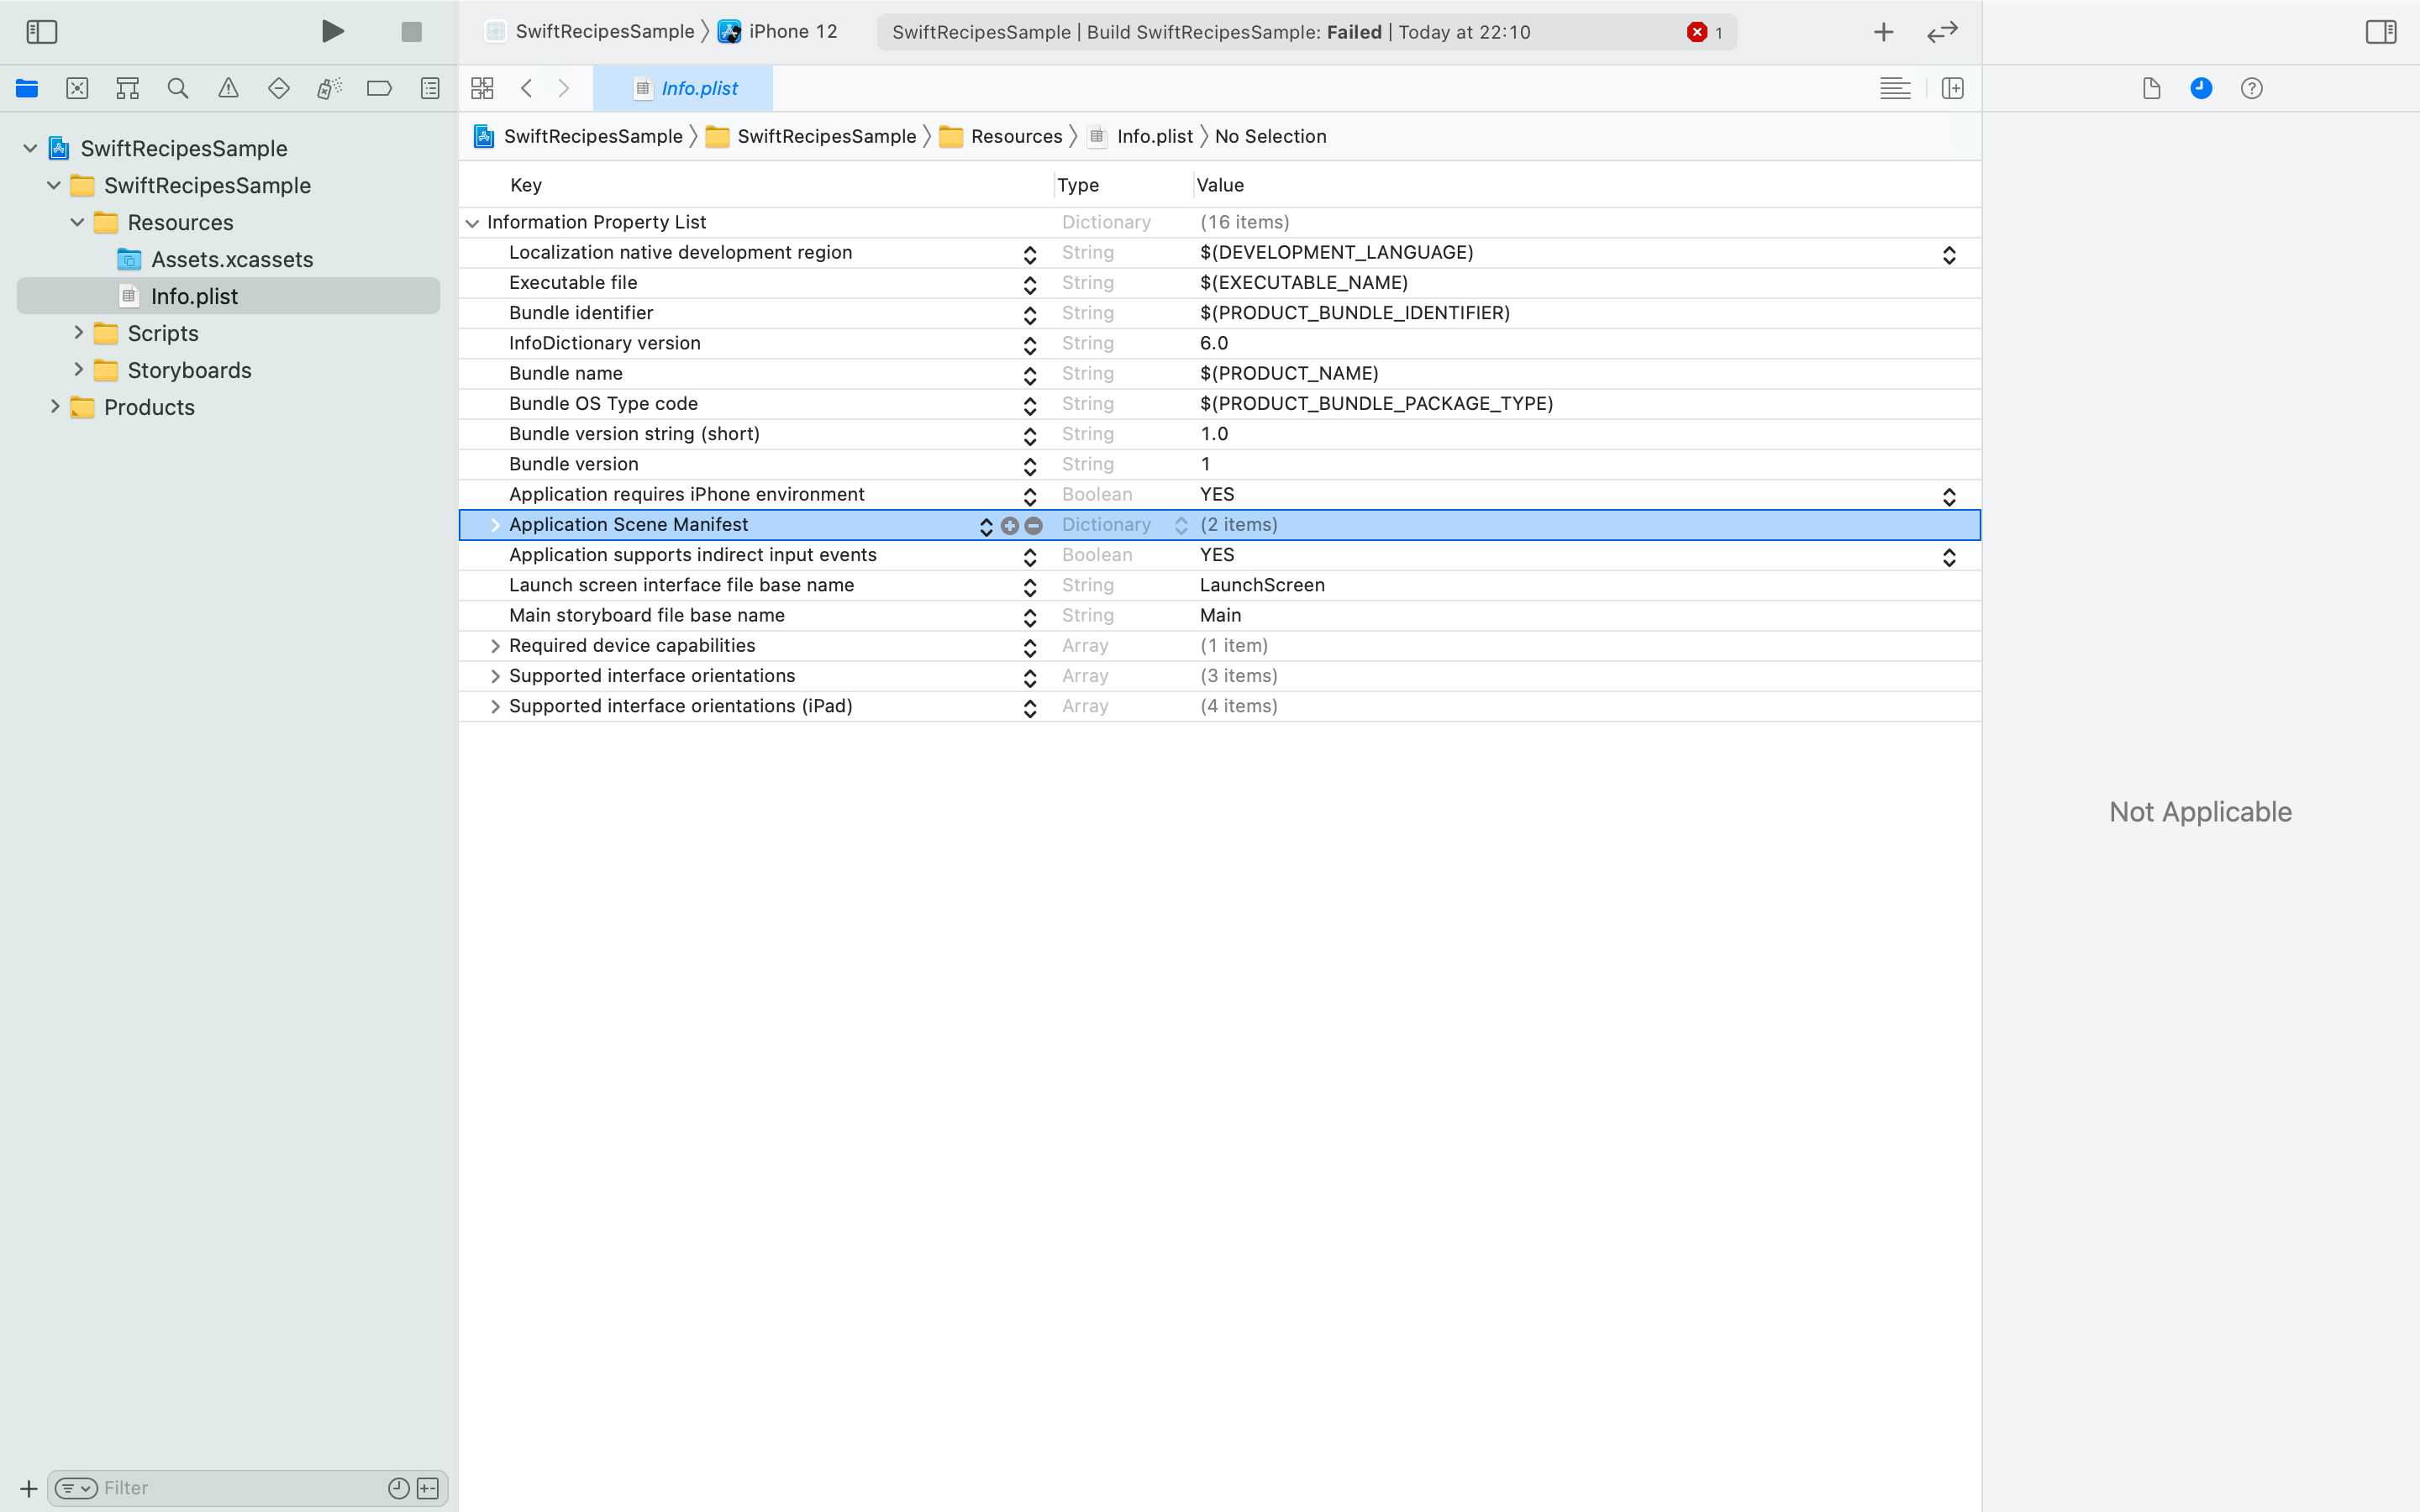 SwiftRecipesSample
iPhone 12
SwiftRecipesSample | Build SwiftRecipesSample: Failed | Today at 22:10
1
Info.plist
SwiftRecipesSample
SwiftRecipesSample
Resources
Assets.xcassets
Info.plist
Scripts
Storyboards
Products
Filter
SwiftRecipesSample
SwiftRecipesSample
Resources
Info.plist
No Selection
Key Type Value
Information Property List Dictionary (16 items)
Localization native development region String $(DEVELOPMENT_LANGUAGE)
Executable file String $(EXECUTABLE_NAME)
Bundle identifier String $(PRODUCT_BUNDLE_IDENTIFIER)
InfoDictionary version String 6.0
Bundle name String $(PRODUCT_NAME)
Bundle OS Type code String $(PRODUCT_BUNDLE_PACKAGE_TYPE)
Bundle version string (short) String 1.0
Bundle version String 1
Application requires iPhone environment Boolean YES
Application Scene Manifest Dictionary (2 items)
Application supports indirect input events Boolean YES
Launch screen interface file base name String LaunchScreen
Main storyboard file base name String Main
Required device capabilities Array (1 item)
Supported interface orientations Array (3 items)
Supported interface orientations (iPad) Array (4 items)
Not Applicable